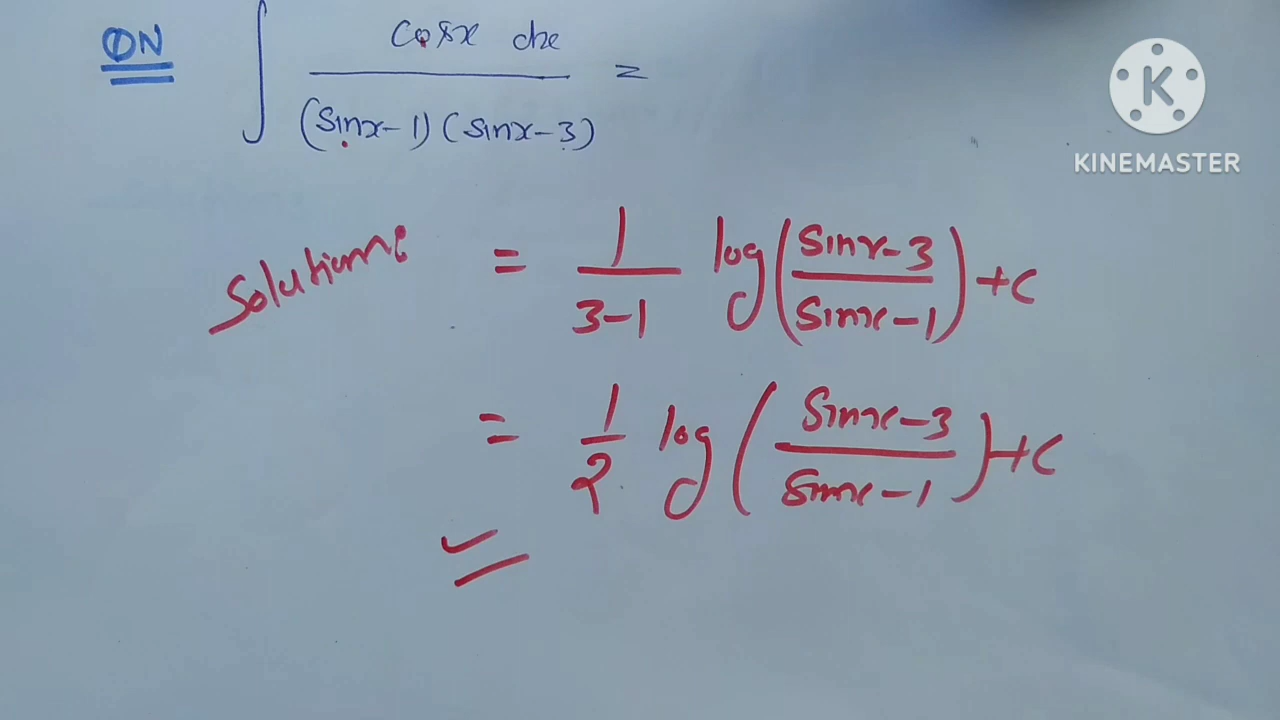 QN ∫ cosx dx / (sinx-1)(sinx-3) =
K
KINEMASTER
Solution: = 1/(3-1) log(sinx-3 / sinx-1) + c
= 1/2 log(sinx-3 / sinx-1) + c